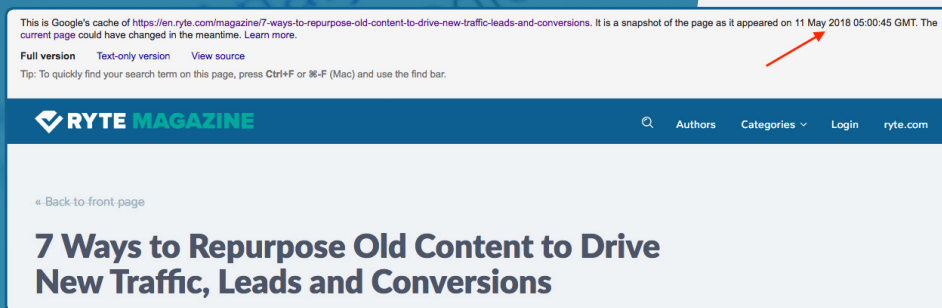 This is Google's cache of https://en.ryte.com/magazine/7-ways-to-repurpose-old-content-to-drive-new-traffic-leads-and-conversions. It is a snapshot of the page as it appeared on 11 May 2018 05:00:45 GMT. The
current page could have changed in the meantime. Learn more.
Full version Text-only version View source
Tip: To quickly find your search term on this page, press Ctrl+F or ⌘-F (Mac) and use the find bar.
RYTE MAGAZINE Authors Categories Login ryte.com
« Back to front page
7 Ways to Repurpose Old Content to Drive
New Traffic, Leads and Conversions